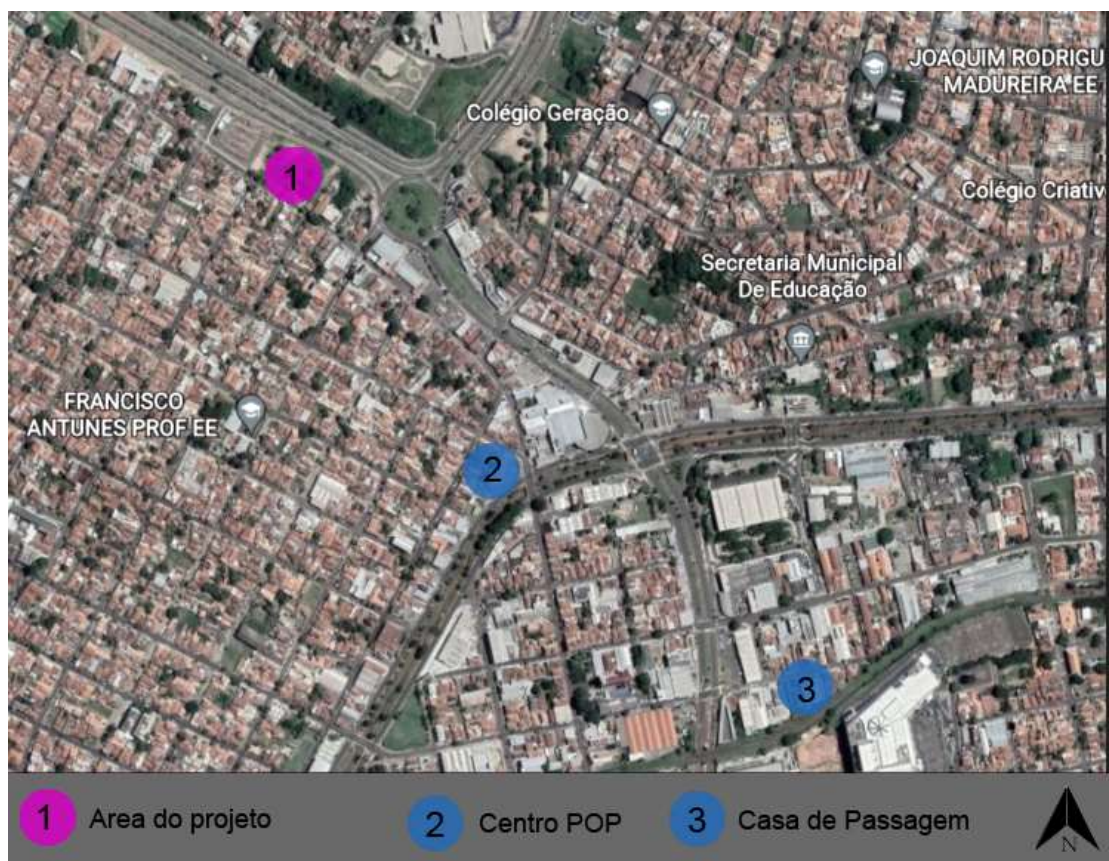 JOAQUIM RODRIGU
MADUREIRA EE
Colégio Geração
1
Colégio Criativ
Secretaria Municipal
De Educação
FRANCISCO
ANTUNES PROF EE
2
3
1 Area do projeto
2 Centro POP
3 Casa de Passagem
N